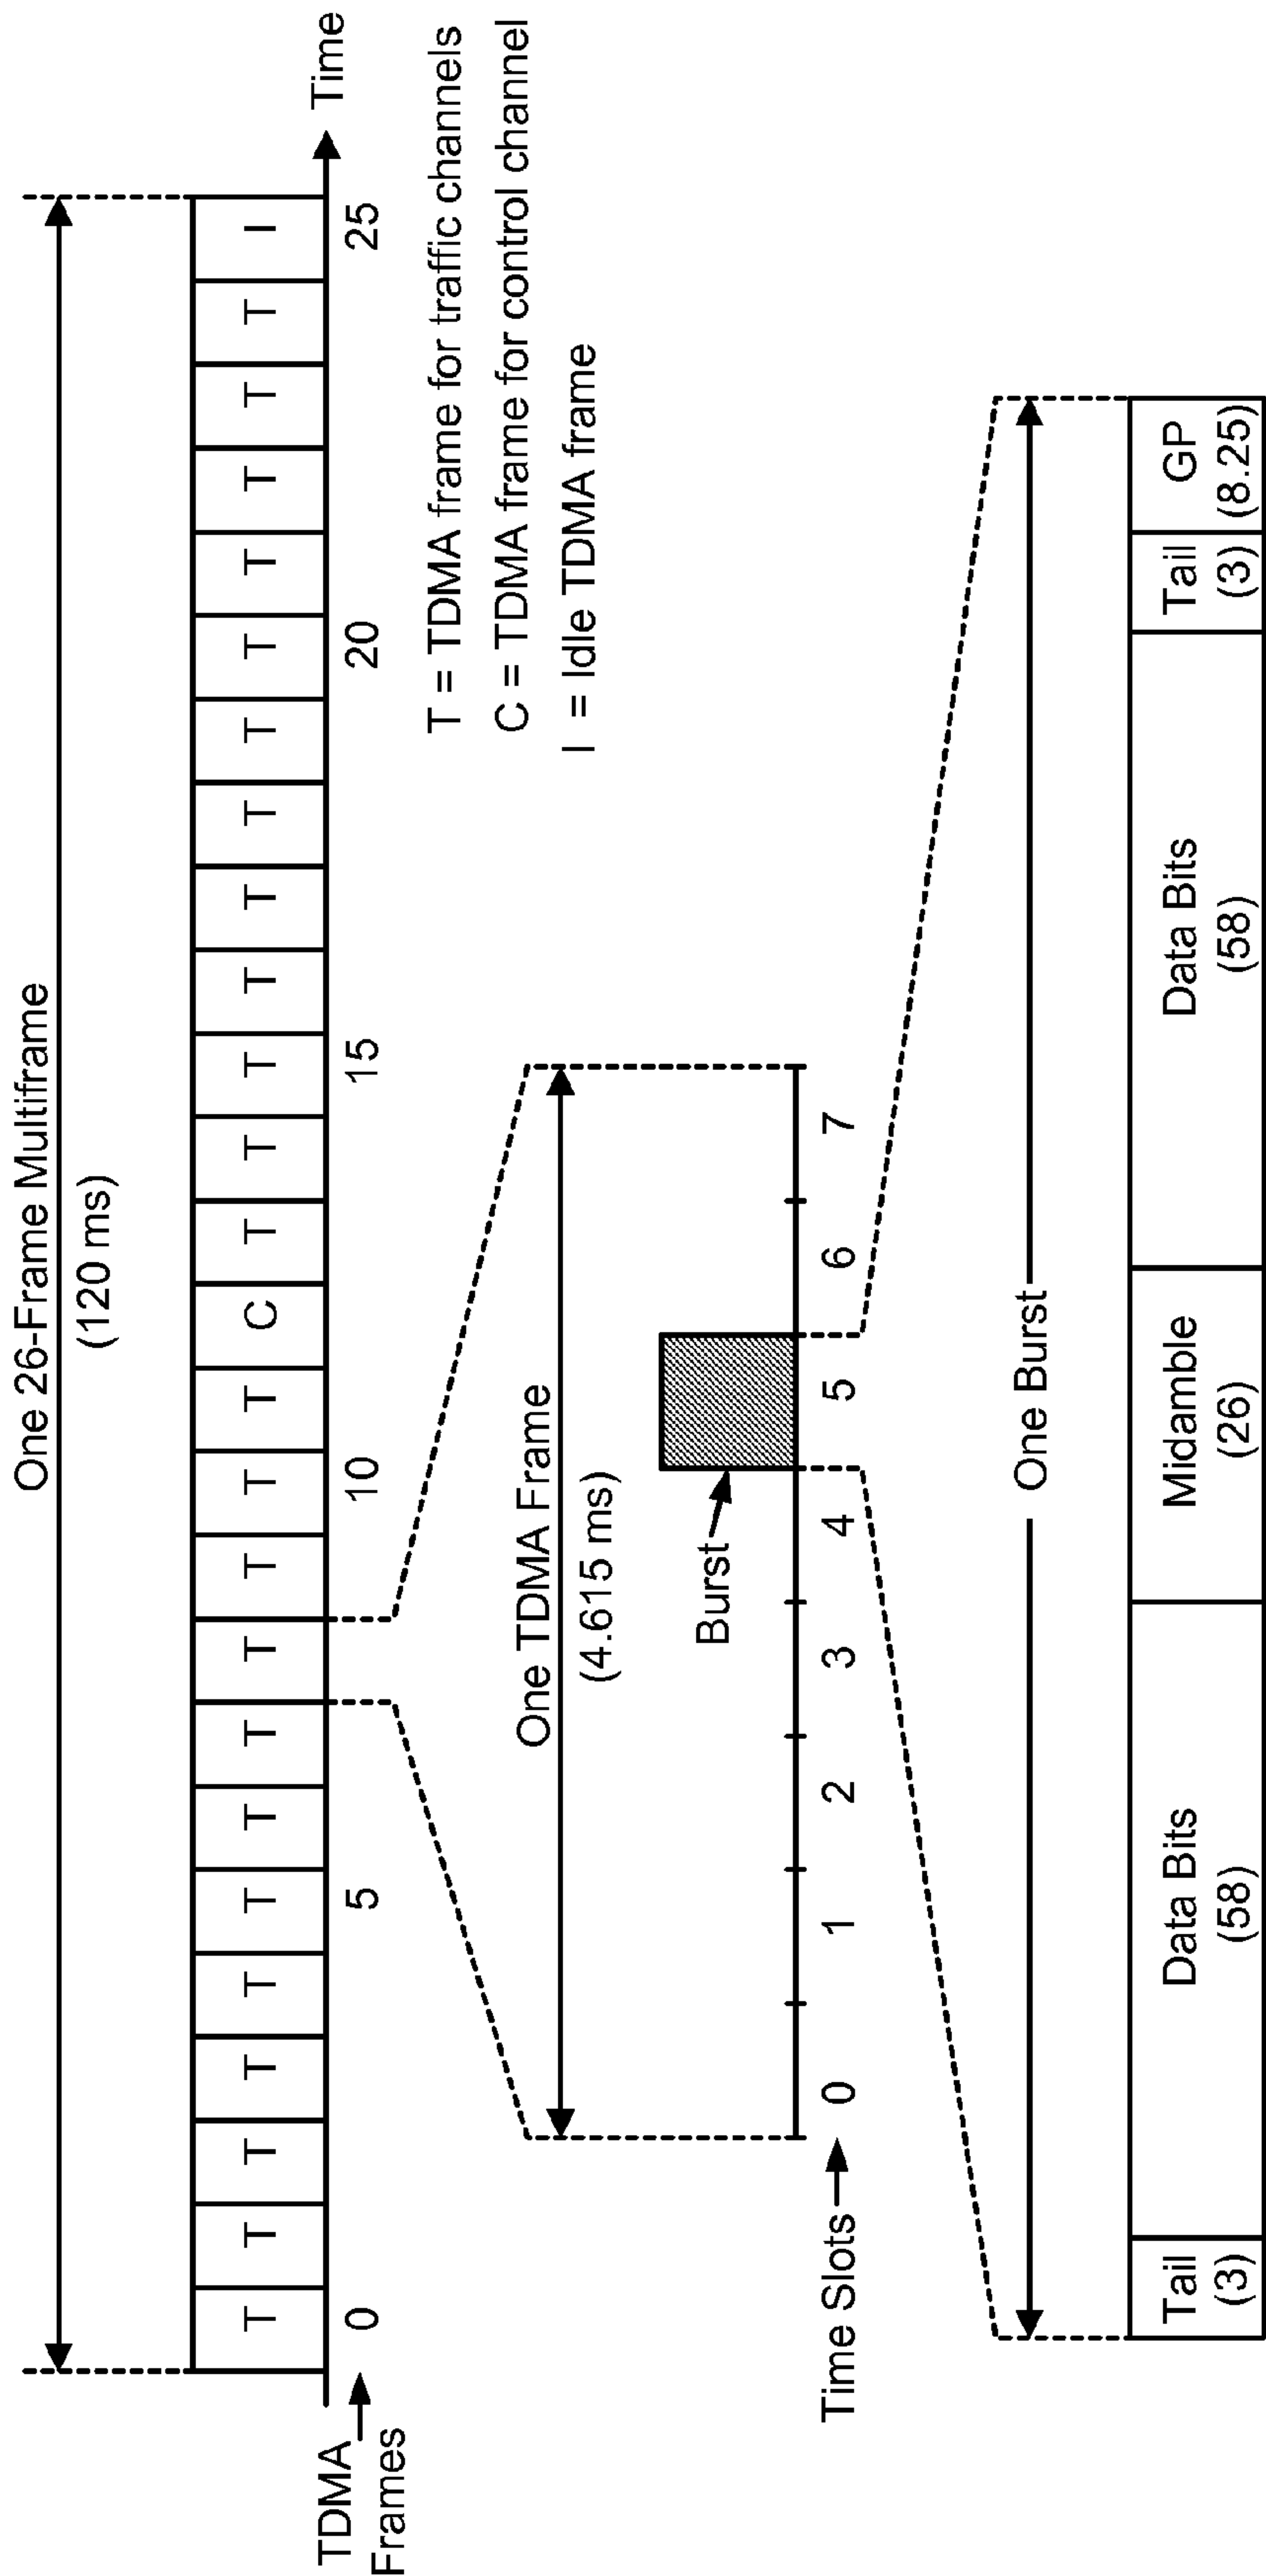 One 26-Frame Multiframe
(120 ms)
T T T T T T T T T T T T C T T T T T T T T T T T T I
TDMA Frames
0 5 10 15 20 25
Time
T = TDMA frame for traffic channels
C = TDMA frame for control channel
I = Idle TDMA frame
One TDMA Frame
(4.615 ms)
Burst
Time Slots
0 1 2 3 4 5 6 7
One Burst
Tail
(3)
Data Bits
(58)
Midamble
(26)
Data Bits
(58)
Tail
(3)
GP
(8.25)